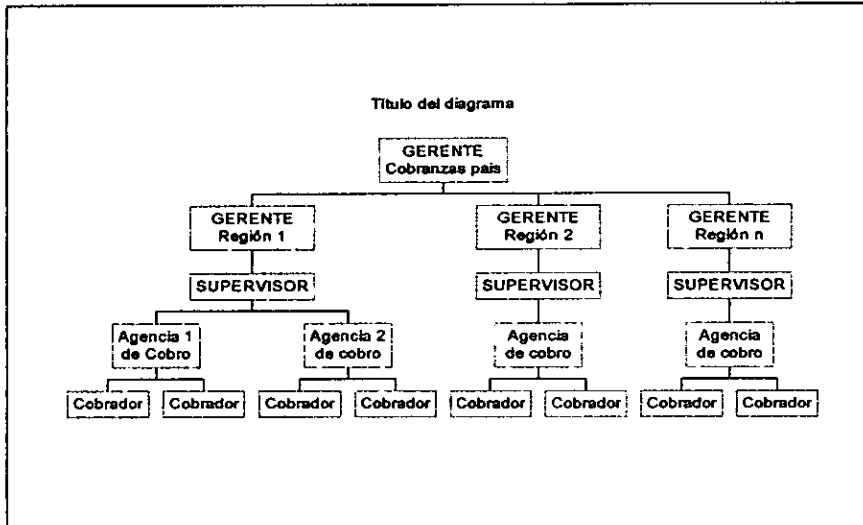 Título del diagrama
GERENTE
Cobranzas pais
GERENTE
Región 1
GERENTE
Región 2
GERENTE
Región n
SUPERVISOR
SUPERVISOR
SUPERVISOR
Agencia 1
de Cobro
Agencia 2
de cobro
Agencia
de cobro
Agencia
de cobro
Cobrador
Cobrador
Cobrador
Cobrador
Cobrador
Cobrador
Cobrador
Cobrador